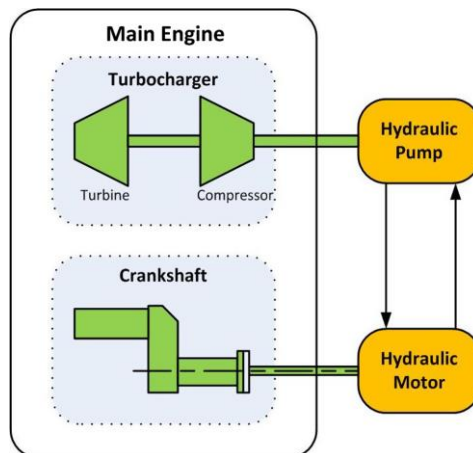 Main Engine
Turbocharger
Turbine
Compressor
Hydraulic
Pump
Crankshaft
Hydraulic
Motor